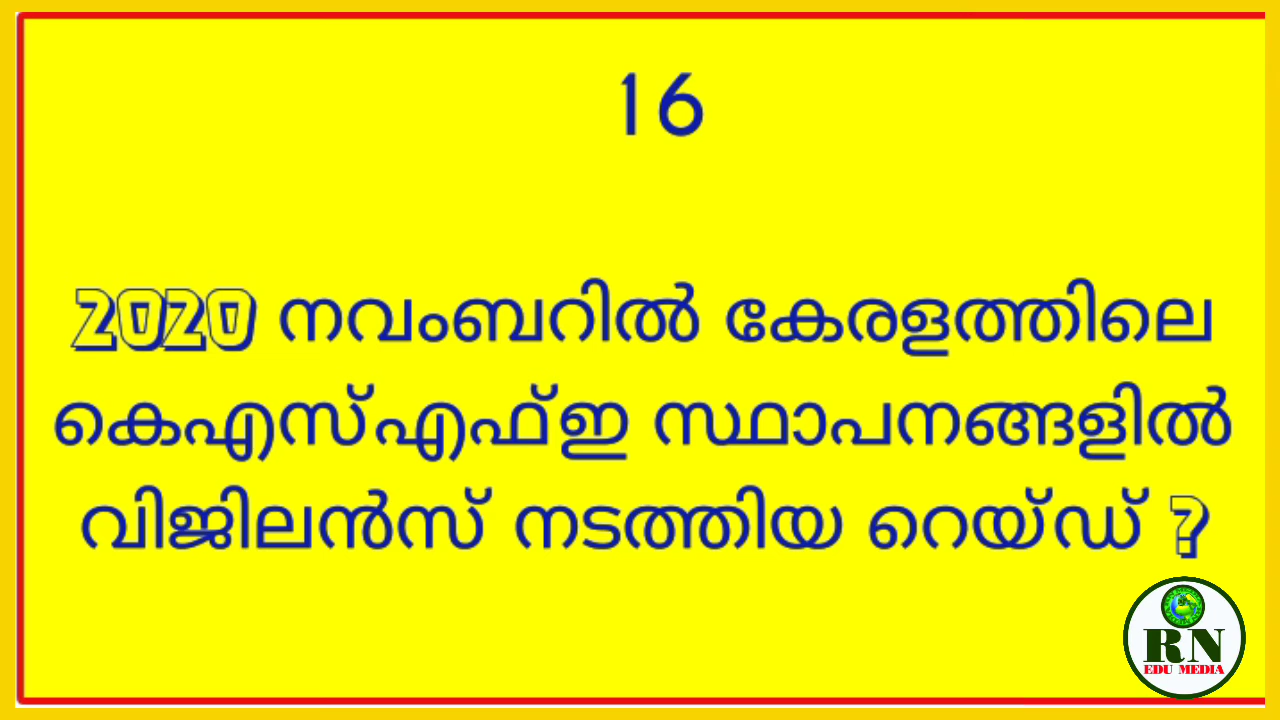 16
2020 നവംബറിൽ കേരളത്തിലെ
കെഎസ്എഫ്ഇ സ്ഥാപനങ്ങളിൽ
വിജിലൻസ് നടത്തിയ റെയ്ഡ് ?
RN
EDU MEDIA